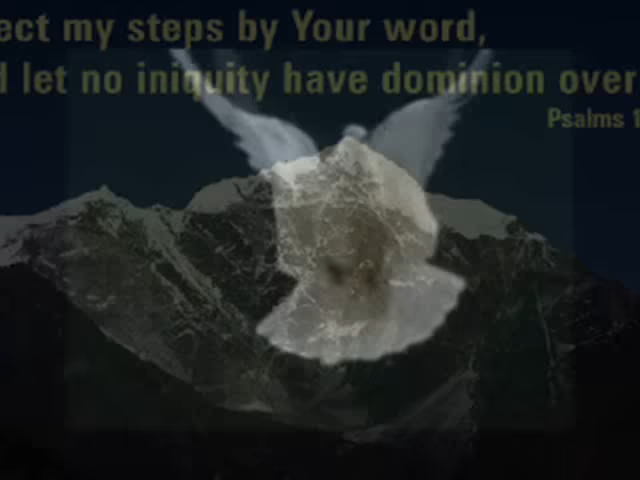 ect my steps by Your word,
let no iniquity have dominion over
Psalms 1